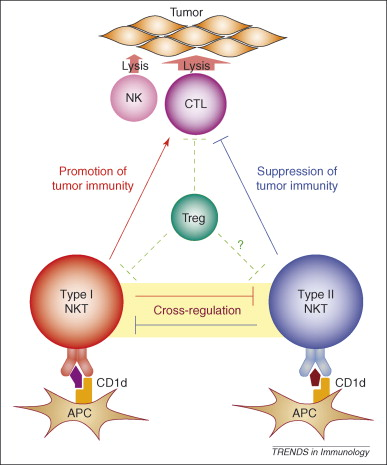 Tumor
Lysis
Lysis
NK
CTL
Promotion of
tumor immunity
Suppression of
tumor immunity
Treg
?
Type I
NKT
Cross-regulation
Type II
NKT
CD1d
CD1d
APC
APC
TRENDS in Immunology